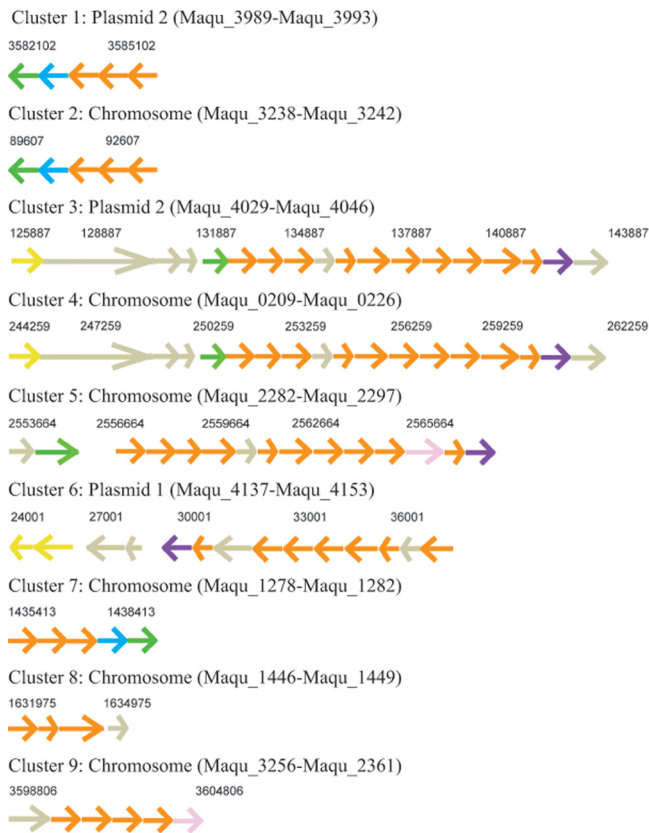 Cluster 1: Plasmid 2 (Maqu_3989-Maqu_3993)
3582102 3585102
Cluster 2: Chromosome (Maqu_3238-Maqu_3242)
89607 92607
Cluster 3: Plasmid 2 (Maqu_4029-Maqu_4046)
125887 128887 131887 134887 137887 140887 143887
Cluster 4: Chromosome (Maqu_0209-Maqu_0226)
244259 247259 250259 253259 256259 259259 262259
Cluster 5: Chromosome (Maqu_2282-Maqu_2297)
2553664 2556664 2559664 2562664 2565664
Cluster 6: Plasmid 1 (Maqu_4137-Maqu_4153)
24001 27001 30001 33001 36001
Cluster 7: Chromosome (Maqu_1278-Maqu_1282)
1435413 1438413
Cluster 8: Chromosome (Maqu_1446-Maqu_1449)
1631975 1634975
Cluster 9: Chromosome (Maqu_3256-Maqu_2361)
3598806 3604806